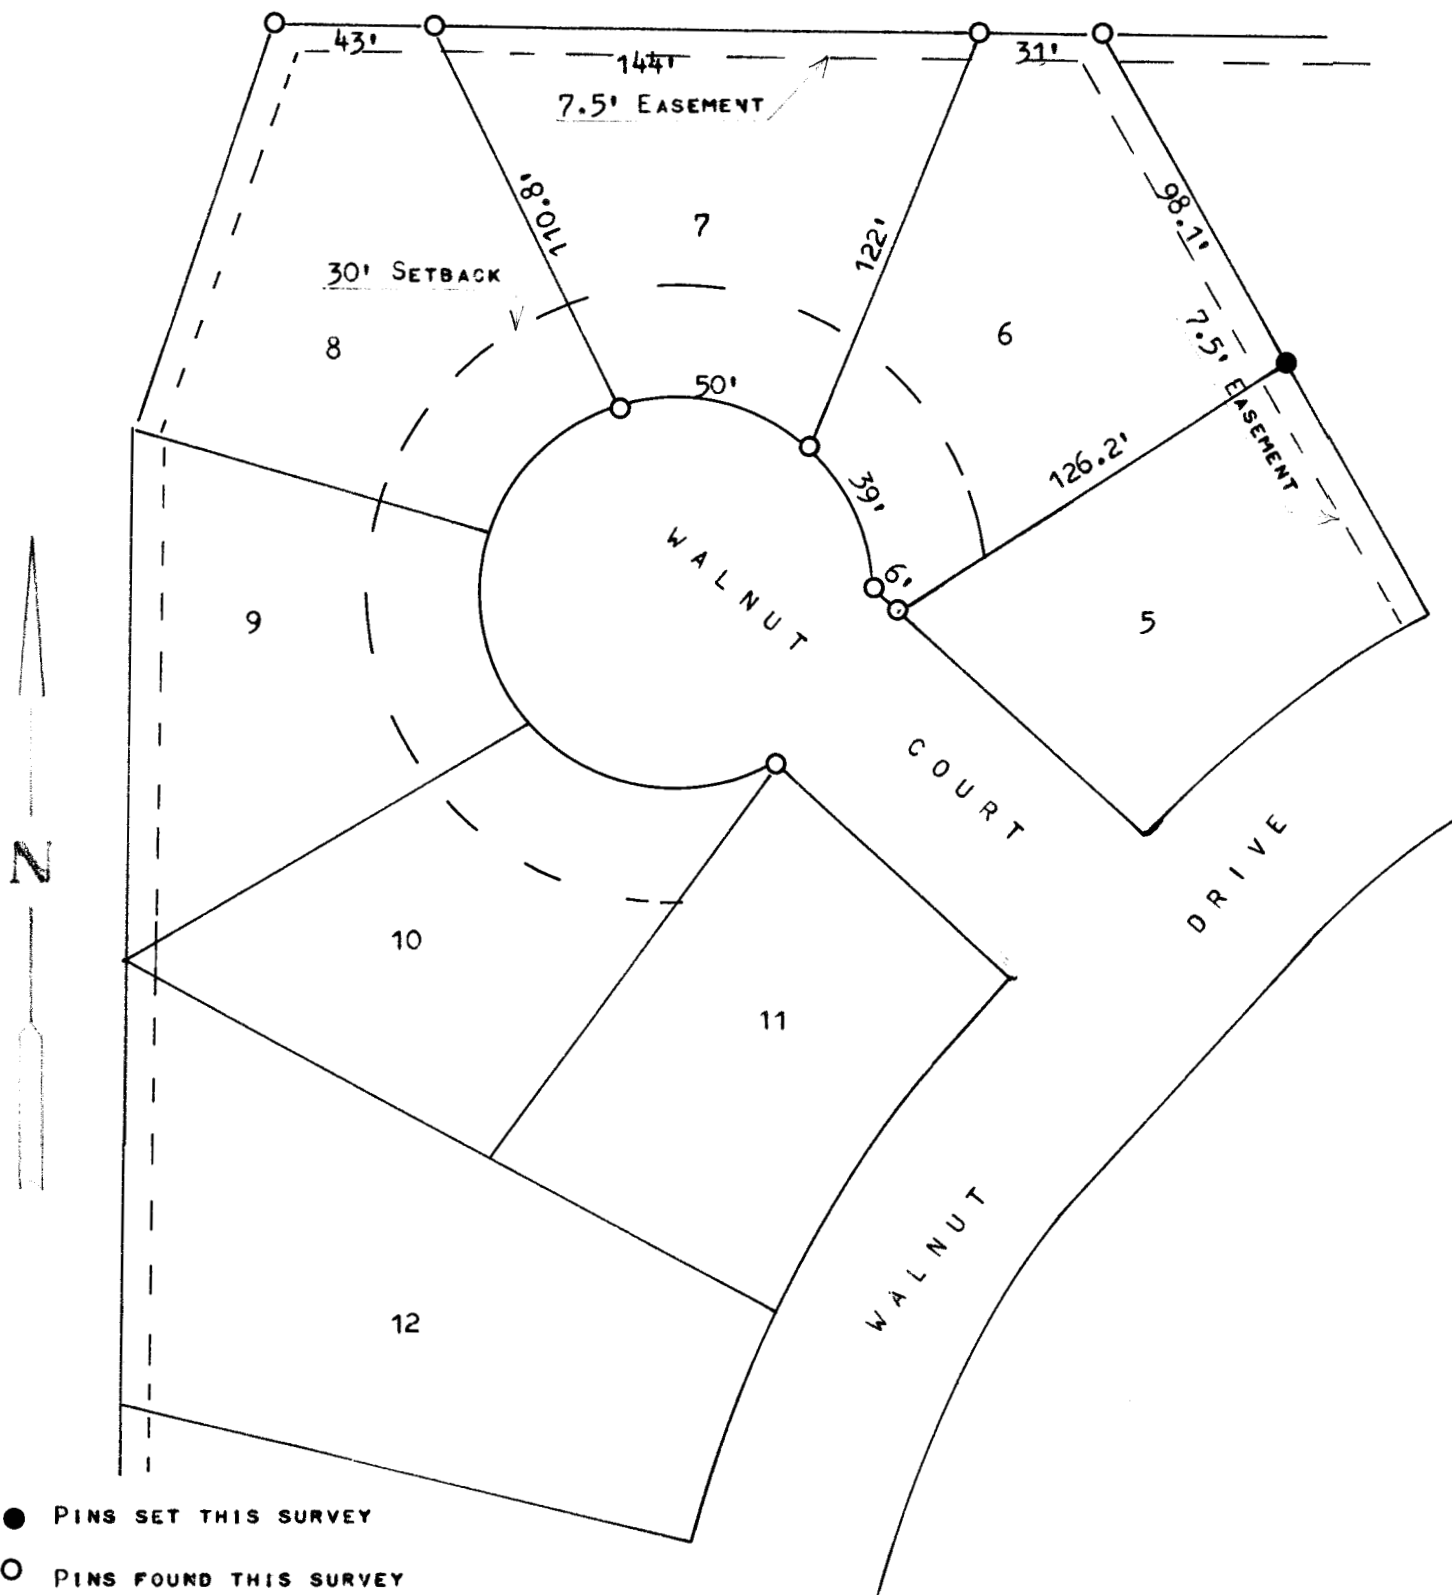 43'
144'
31'
7.5' EASEMENT
110.8'
7
122'
98.1'
30' SETBACK
8
6
7.5' EASEMENT
50'
126.2'
39'
6'
WALNUT
9
5
COURT
DRIVE
N
10
11
WALNUT
12
PINS SET THIS SURVEY
PINS FOUND THIS SURVEY